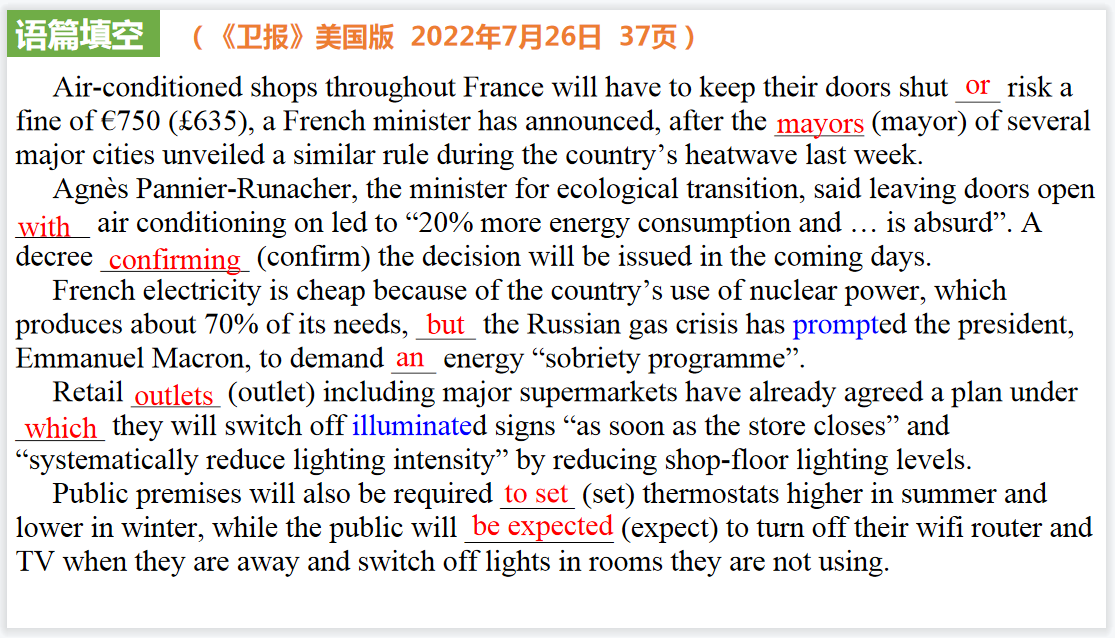 语篇填空 （《卫报》美国版 2022年7月26日 37页）
Air-conditioned shops throughout France will have to keep their doors shut or risk a
fine of €750 (£635), a French minister has announced, after the mayors (mayor) of several
major cities unveiled a similar rule during the country’s heatwave last week.
Agnès Pannier-Runacher, the minister for ecological transition, said leaving doors open
with air conditioning on led to “20% more energy consumption and … is absurd”. A
decree confirming (confirm) the decision will be issued in the coming days.
French electricity is cheap because of the country’s use of nuclear power, which
produces about 70% of its needs, but the Russian gas crisis has prompted the president,
Emmanuel Macron, to demand an energy “sobriety programme”.
Retail outlets (outlet) including major supermarkets have already agreed a plan under
which they will switch off illuminated signs “as soon as the store closes” and
“systematically reduce lighting intensity” by reducing shop-floor lighting levels.
Public premises will also be required to set (set) thermostats higher in summer and
lower in winter, while the public will be expected (expect) to turn off their wifi router and
TV when they are away and switch off lights in rooms they are not using.